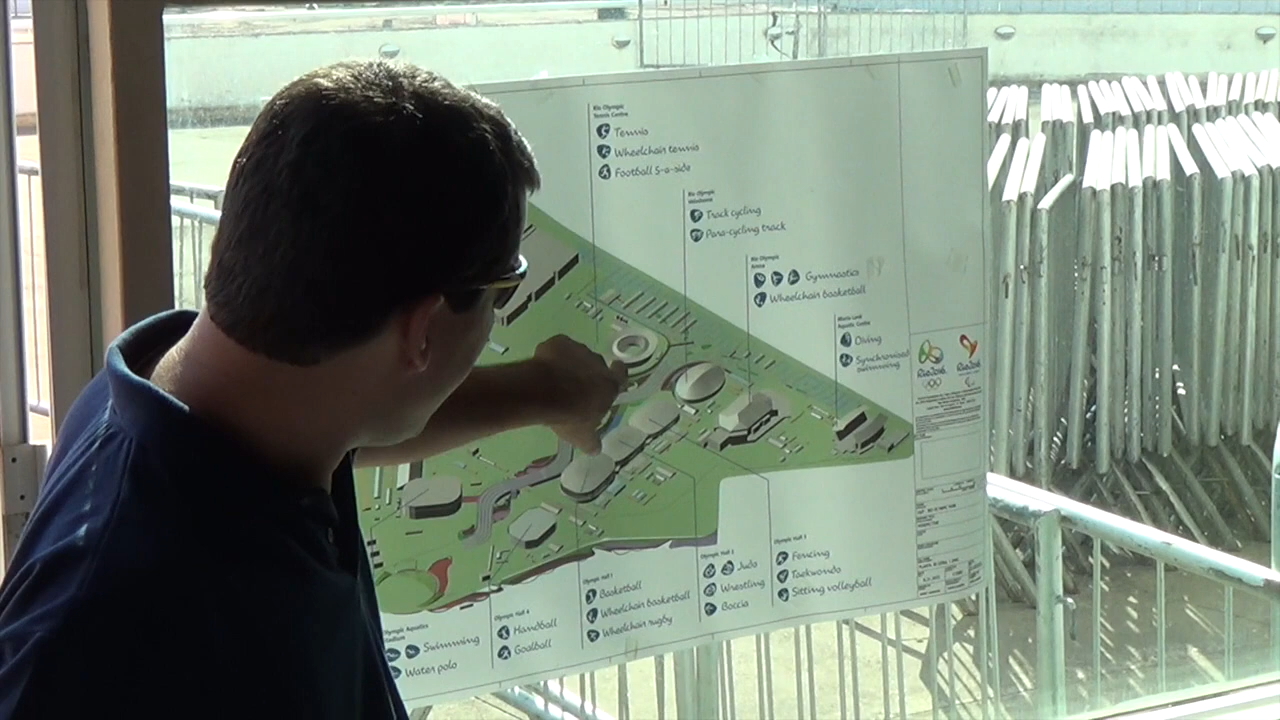 Rio Olympic
Tennis Centre
Tennis
Wheelchair tennis
Football 5-a-side
Rio Olympic
Velodrome
Track cycling
Para-cycling track
Rio Olympic
Arena
Gymnastics
Wheelchair basketball
Maria Lenk
Aquatic Centre
Diving
Synchronised
swimming
Rio2016
Rio2016
Olympic Aquatics
Stadium
Swimming
Water polo
Olympic Hall 4
Handball
Goalball
Olympic Hall 1
Basketball
Wheelchair basketball
Wheelchair rugby
Olympic Hall 2
Judo
Wrestling
Boccia
Olympic Hall 3
Fencing
Taekwondo
Sitting volleyball